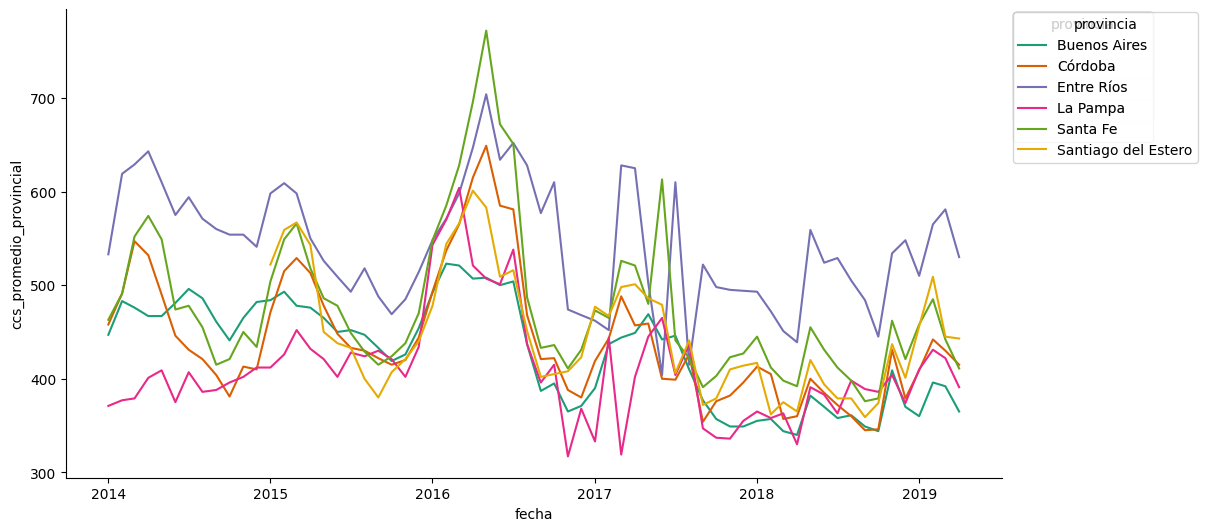 provincia
Buenos Aires
Córdoba
Entre Ríos
La Pampa
Santa Fe
Santiago del Estero
ccs_promedio_provincial
700
600
500
400
300
2014 2015 2016 2017 2018 2019
fecha